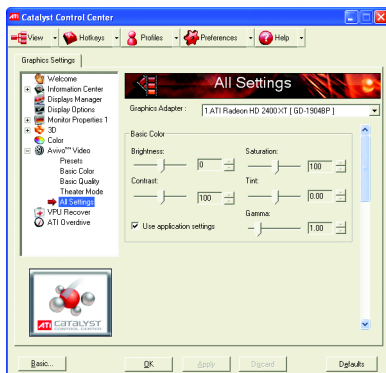 ATI Catalyst Control Center
View Hotkeys Profiles Preferences Help
Graphics Settings
Welcome
Information Center
Displays Manager
Display Options
Monitor Properties 1
3D
Color
Avivo™ Video
Presets
Basic Color
Basic Quality
Theater Mode
All Settings
VPU Recover
ATI Overdrive
ATI CATALYST
CONTROL CENTER
All Settings
Graphics Adapter : 1.ATI Radeon HD 2400 XT [ GD-1904BP ]
Basic Color
Brightness: Saturation:
0 100
Contrast: Tint:
100 0.00
Gamma:
Use application settings 1.00
Basic... OK Apply Discard Defaults